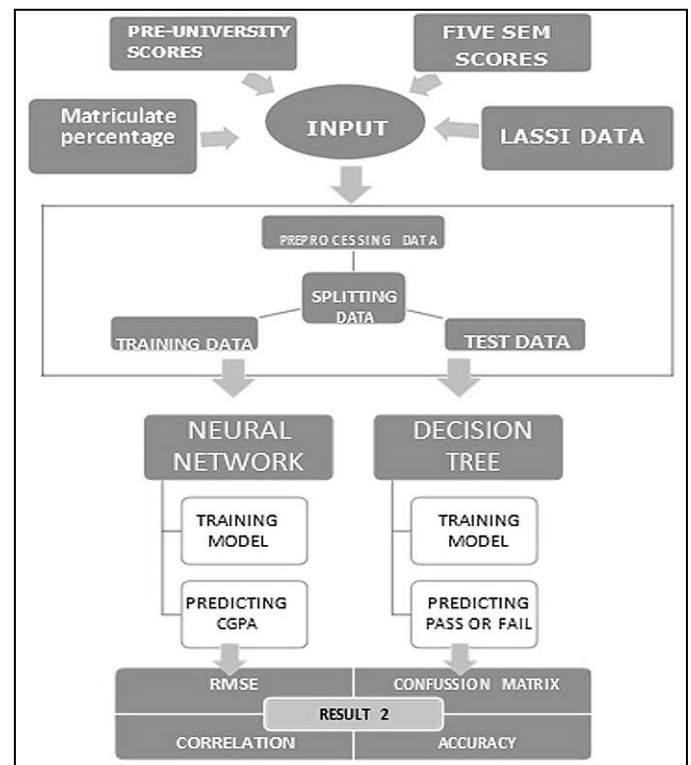 PRE-UNIVERSITY
SCORES
FIVE SEM
SCORES
Matriculate
percentage
INPUT
LASSI DATA
PREPROCESSING DATA
SPLITTING
DATA
TRAINING DATA
TEST DATA
NEURAL
NETWORK
DECISION
TREE
TRAINING
MODEL
TRAINING
MODEL
PREDICTING
CGPA
PREDICTING
PASS OR FAIL
RMSE
CONFUSSION MATRIX
RESULT 2
CORRELATION
ACCURACY